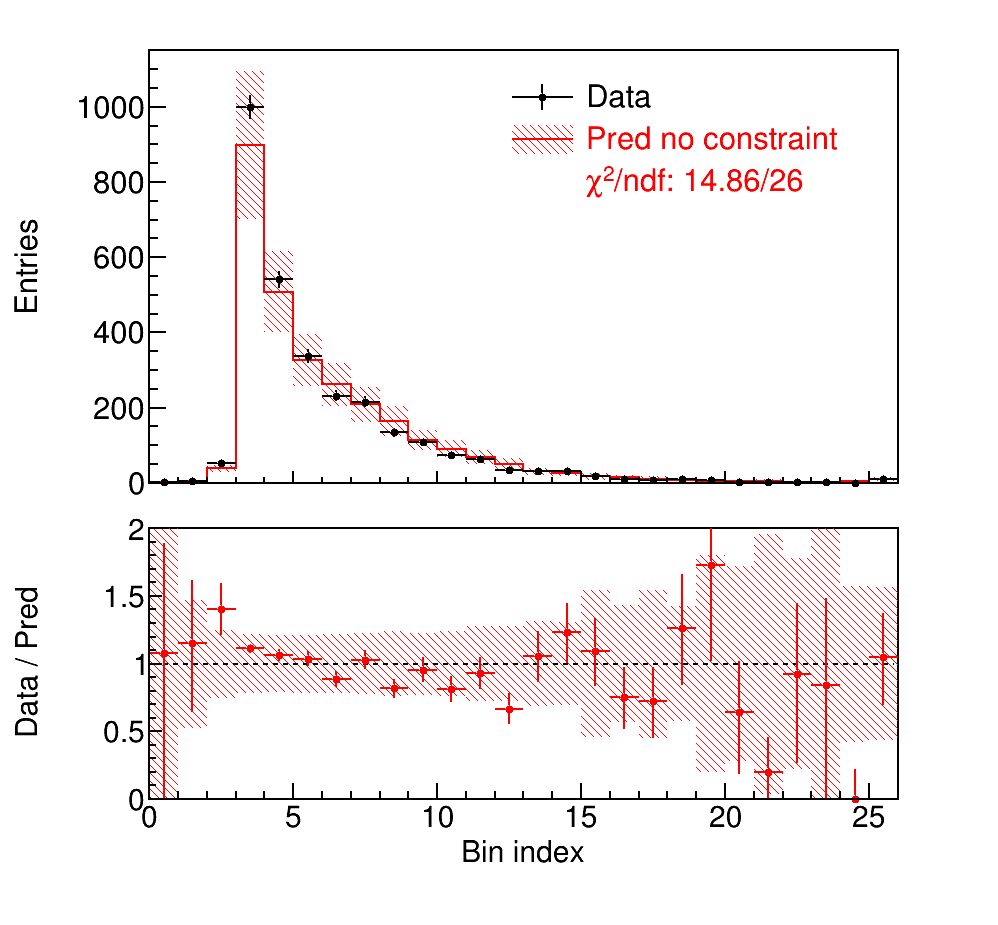 1000
800
600
400
200
0
Entries
Data
Pred no constraint
χ²/ndf: 14.86/26
2
1.5
1
0.5
0
Data / Pred
0 5 10 15 20 25
Bin index